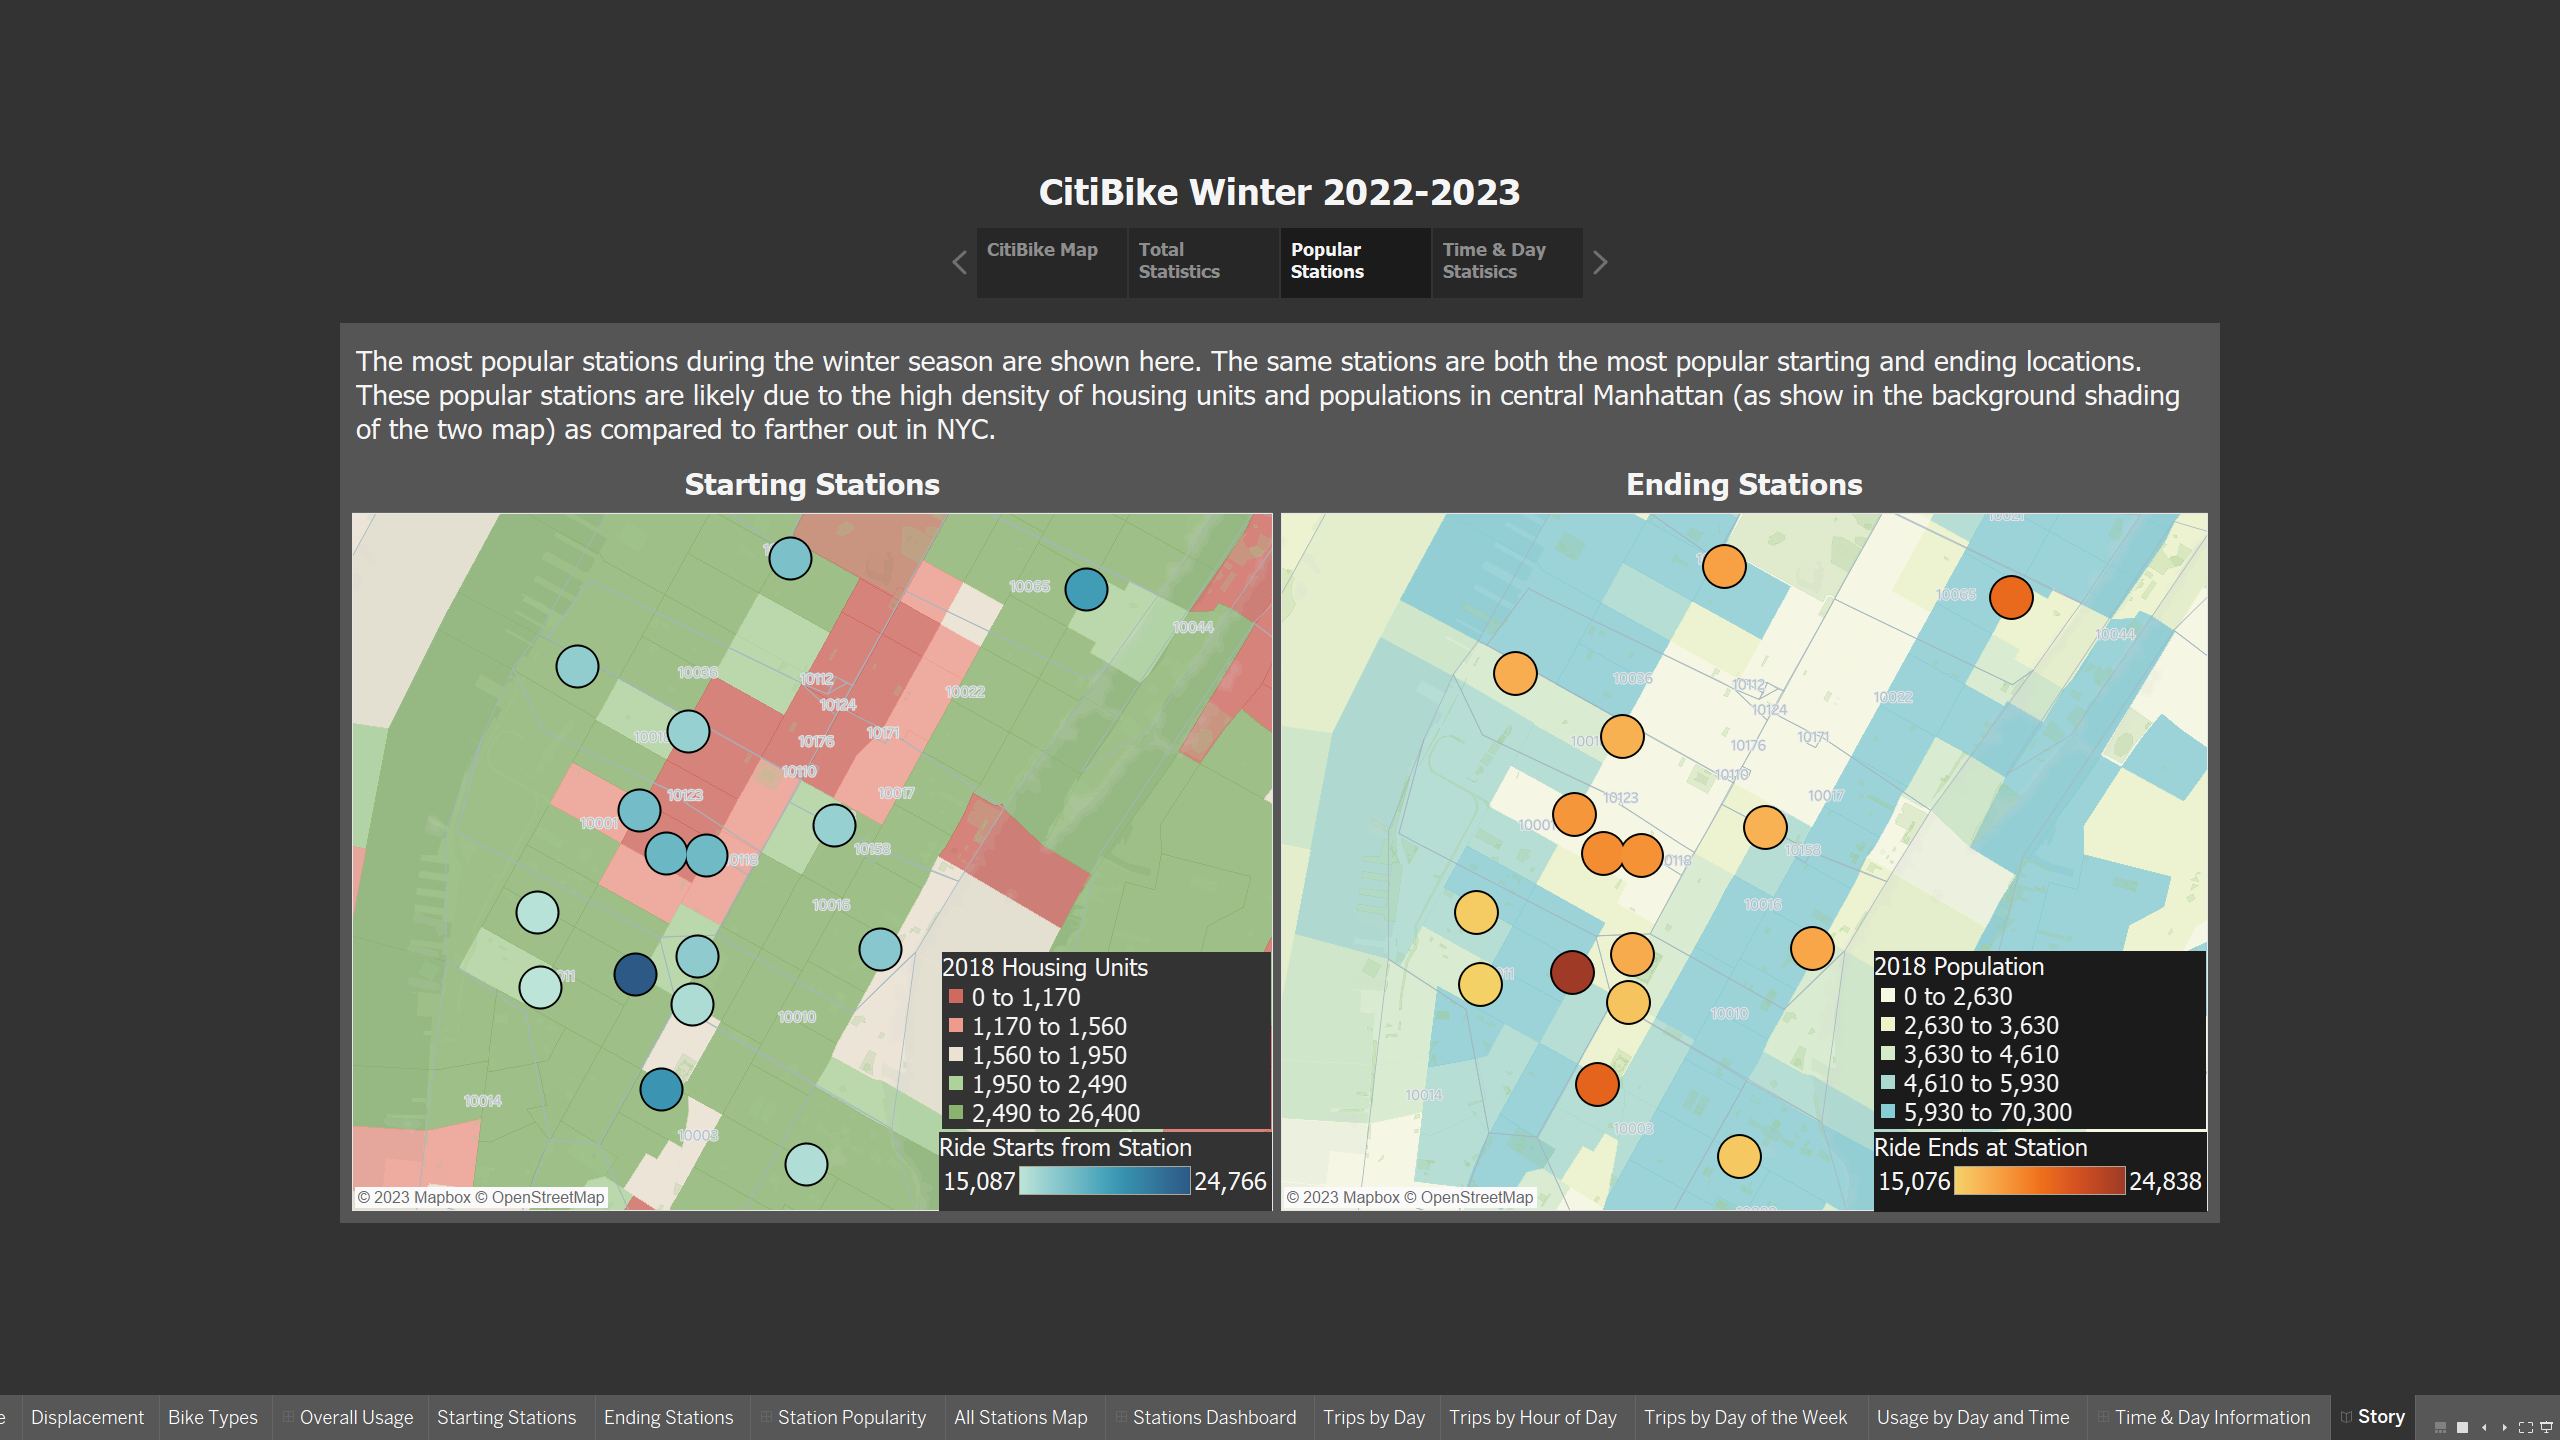 CitiBike Winter 2022-2023
CitiBike Map
Total
Statistics
Popular
Stations
Time & Day
Statisics
The most popular stations during the winter season are shown here. The same stations are both the most popular starting and ending locations.
These popular stations are likely due to the high density of housing units and populations in central Manhattan (as show in the background shading
of the two map) as compared to farther out in NYC.
Starting Stations
10065
10044
10036
10112
10022
10124
10171
10176
10110
10017
10123
10001
10158
10016
10010
10014
10003
2018 Housing Units
0 to 1,170
1,170 to 1,560
1,560 to 1,950
1,950 to 2,490
2,490 to 26,400
Ride Starts from Station
15,087
24,766
© 2023 Mapbox © OpenStreetMap
Ending Stations
10065
10044
10036
10112
10022
10124
10171
10176
10110
10017
10123
10158
10016
10010
10014
10003
2018 Population
0 to 2,630
2,630 to 3,630
3,630 to 4,610
4,610 to 5,930
5,930 to 70,300
Ride Ends at Station
15,076
24,838
© 2023 Mapbox © OpenStreetMap
Displacement
Bike Types
Overall Usage
Starting Stations
Ending Stations
Station Popularity
All Stations Map
Stations Dashboard
Trips by Day
Trips by Hour of Day
Trips by Day of the Week
Usage by Day and Time
Time & Day Information
Story